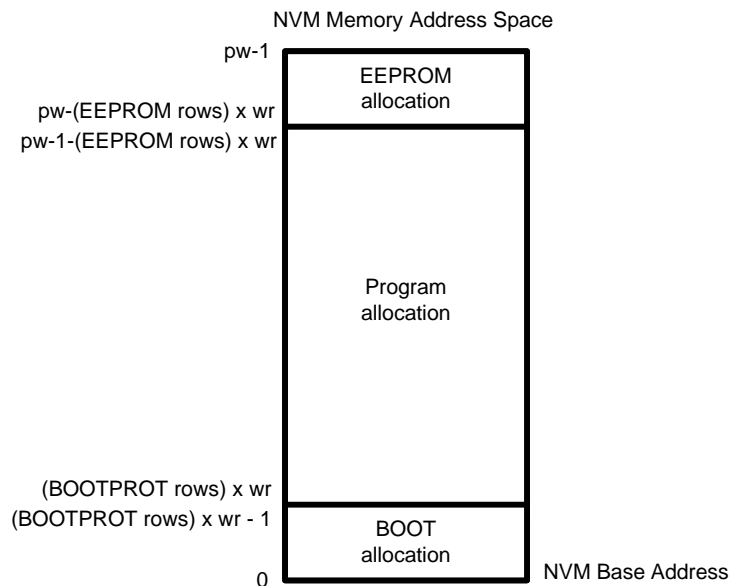 NVM Memory Address Space
pw-1
EEPROM
allocation
pw-(EEPROM rows) x wr
pw-1-(EEPROM rows) x wr
Program
allocation
(BOOTPROT rows) x wr
(BOOTPROT rows) x wr - 1
BOOT
allocation
0
NVM Base Address